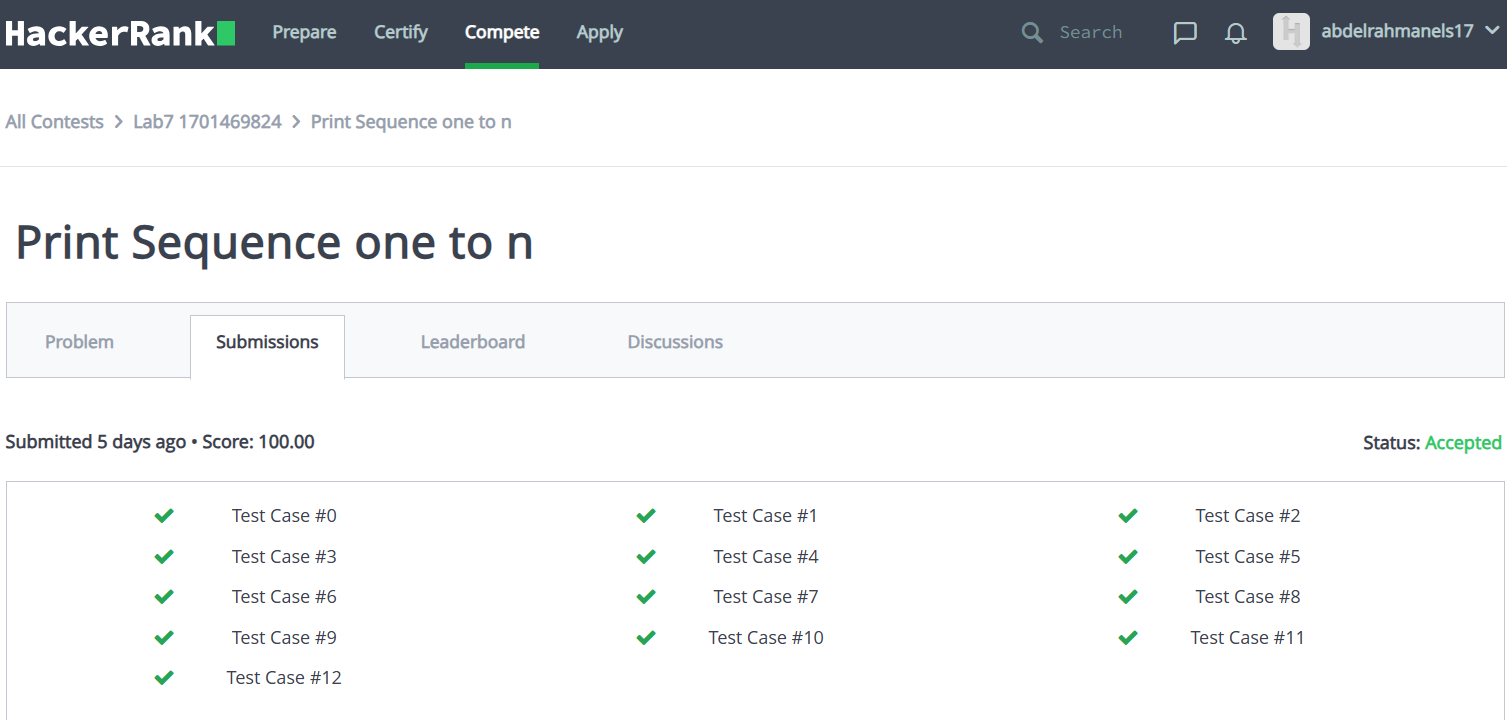 HackerRank Prepare Certify Compete Apply Search abdelrahmanels17
All Contests > Lab7 1701469824 > Print Sequence one to n
Print Sequence one to n
Problem Submissions Leaderboard Discussions
Submitted 5 days ago • Score: 100.00 Status: Accepted
Test Case #0 Test Case #1 Test Case #2
Test Case #3 Test Case #4 Test Case #5
Test Case #6 Test Case #7 Test Case #8
Test Case #9 Test Case #10 Test Case #11
Test Case #12